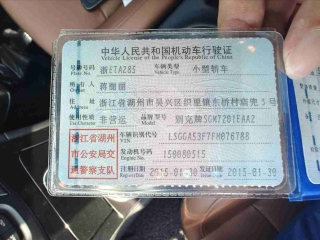 中华人民共和国机动车行驶证
Vehicle License of the People's Republic of China
号牌号码 浙ETAZ85 车辆类型 小型轿车
Plate No. Vehicle Type
所有人 蒋丽丽
Owner
住址 浙江省湖州市吴兴区织里镇东桥村庙兜3号
Address
使用性质 非营运 品牌型号 别克牌SGM7201EAA2
Use Character Model
浙江省湖州市公安局交通警察支队
车辆识别代号 LSGGA53F7FH076788
VIN
发动机号码 150080515
Engine No.
注册日期 2015-01-30 发证日期 2015-01-30
Register Date Issue Date